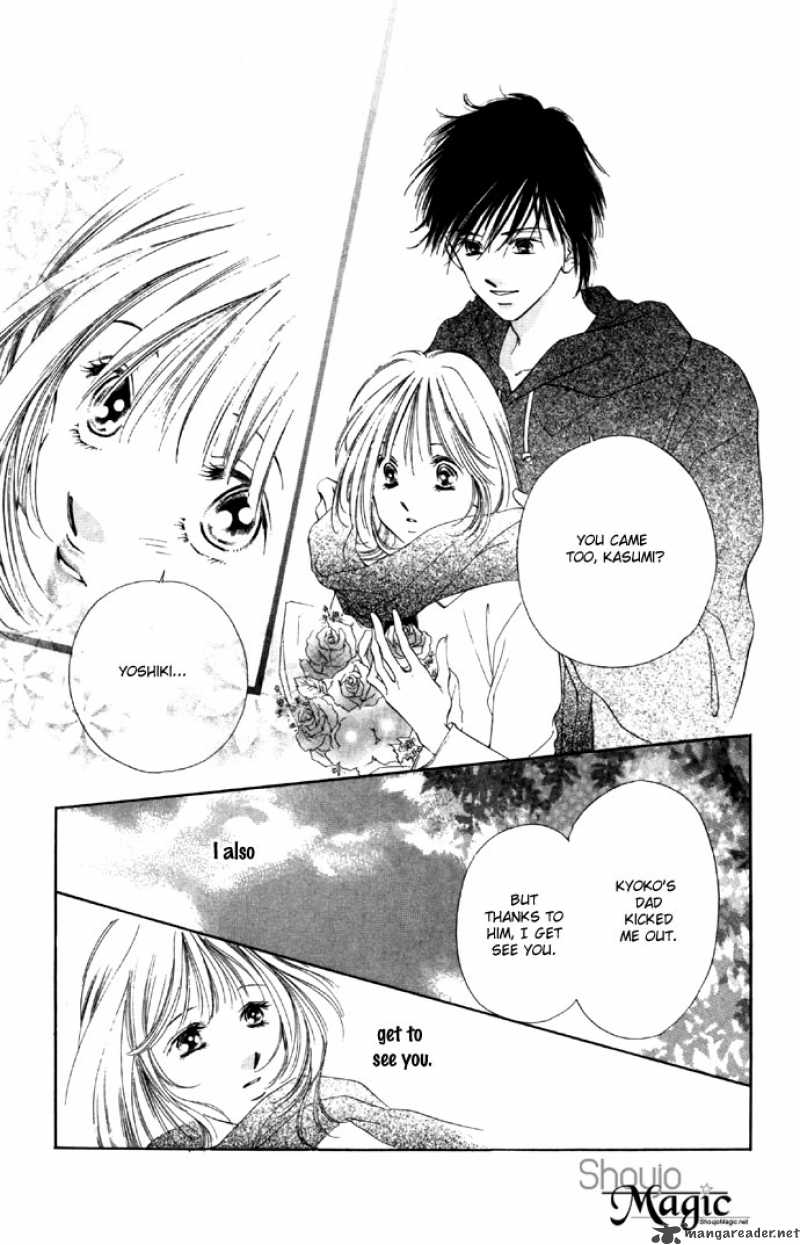 YOU CAME
TOO, KASUMI?
YOSHIKI...
KYOKO'S
DAD
KICKED
ME OUT.
BUT
THANKS TO
HIM, I GET
SEE YOU.
I also
get to
see you.
Shoujo
Magic
ShoujoMagic.net
mangareader.net